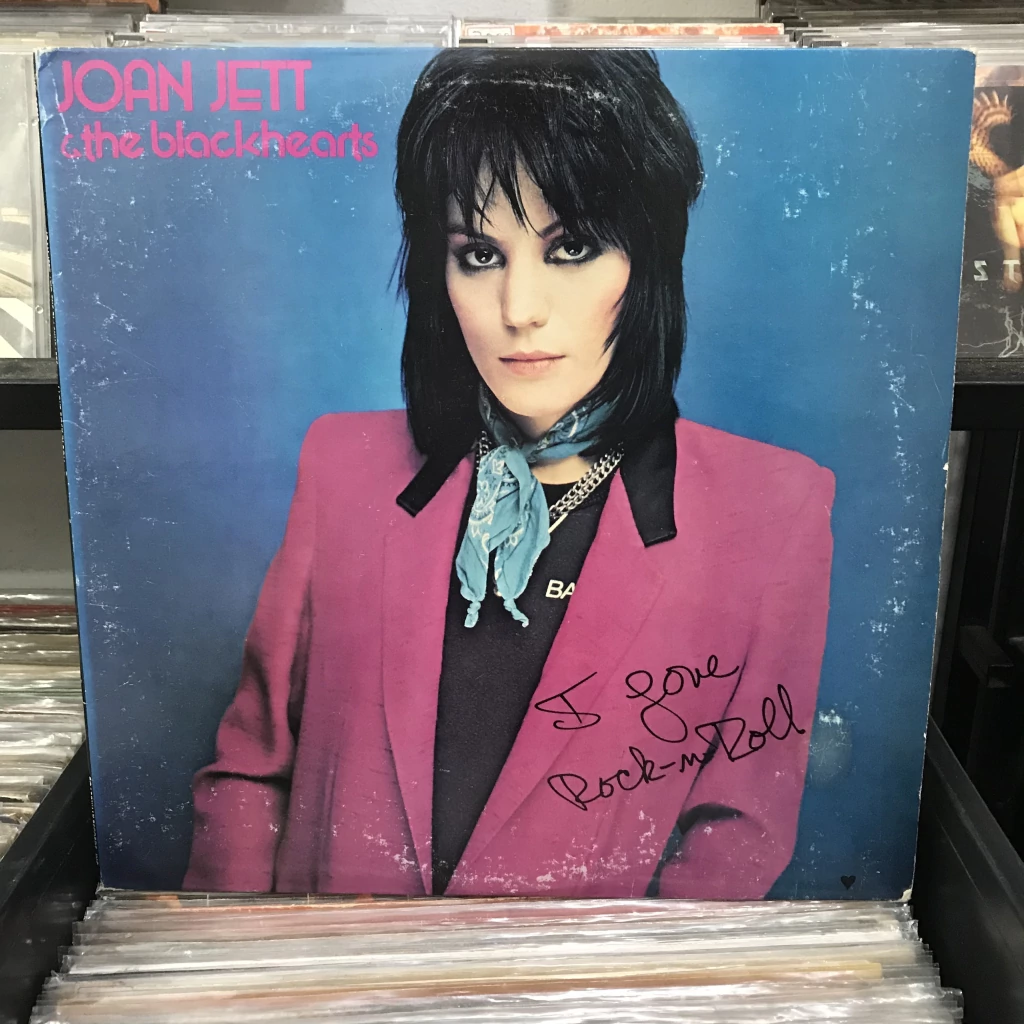 JOAN JETT
& the blackhearts
BA
I Love
Rock-n Roll